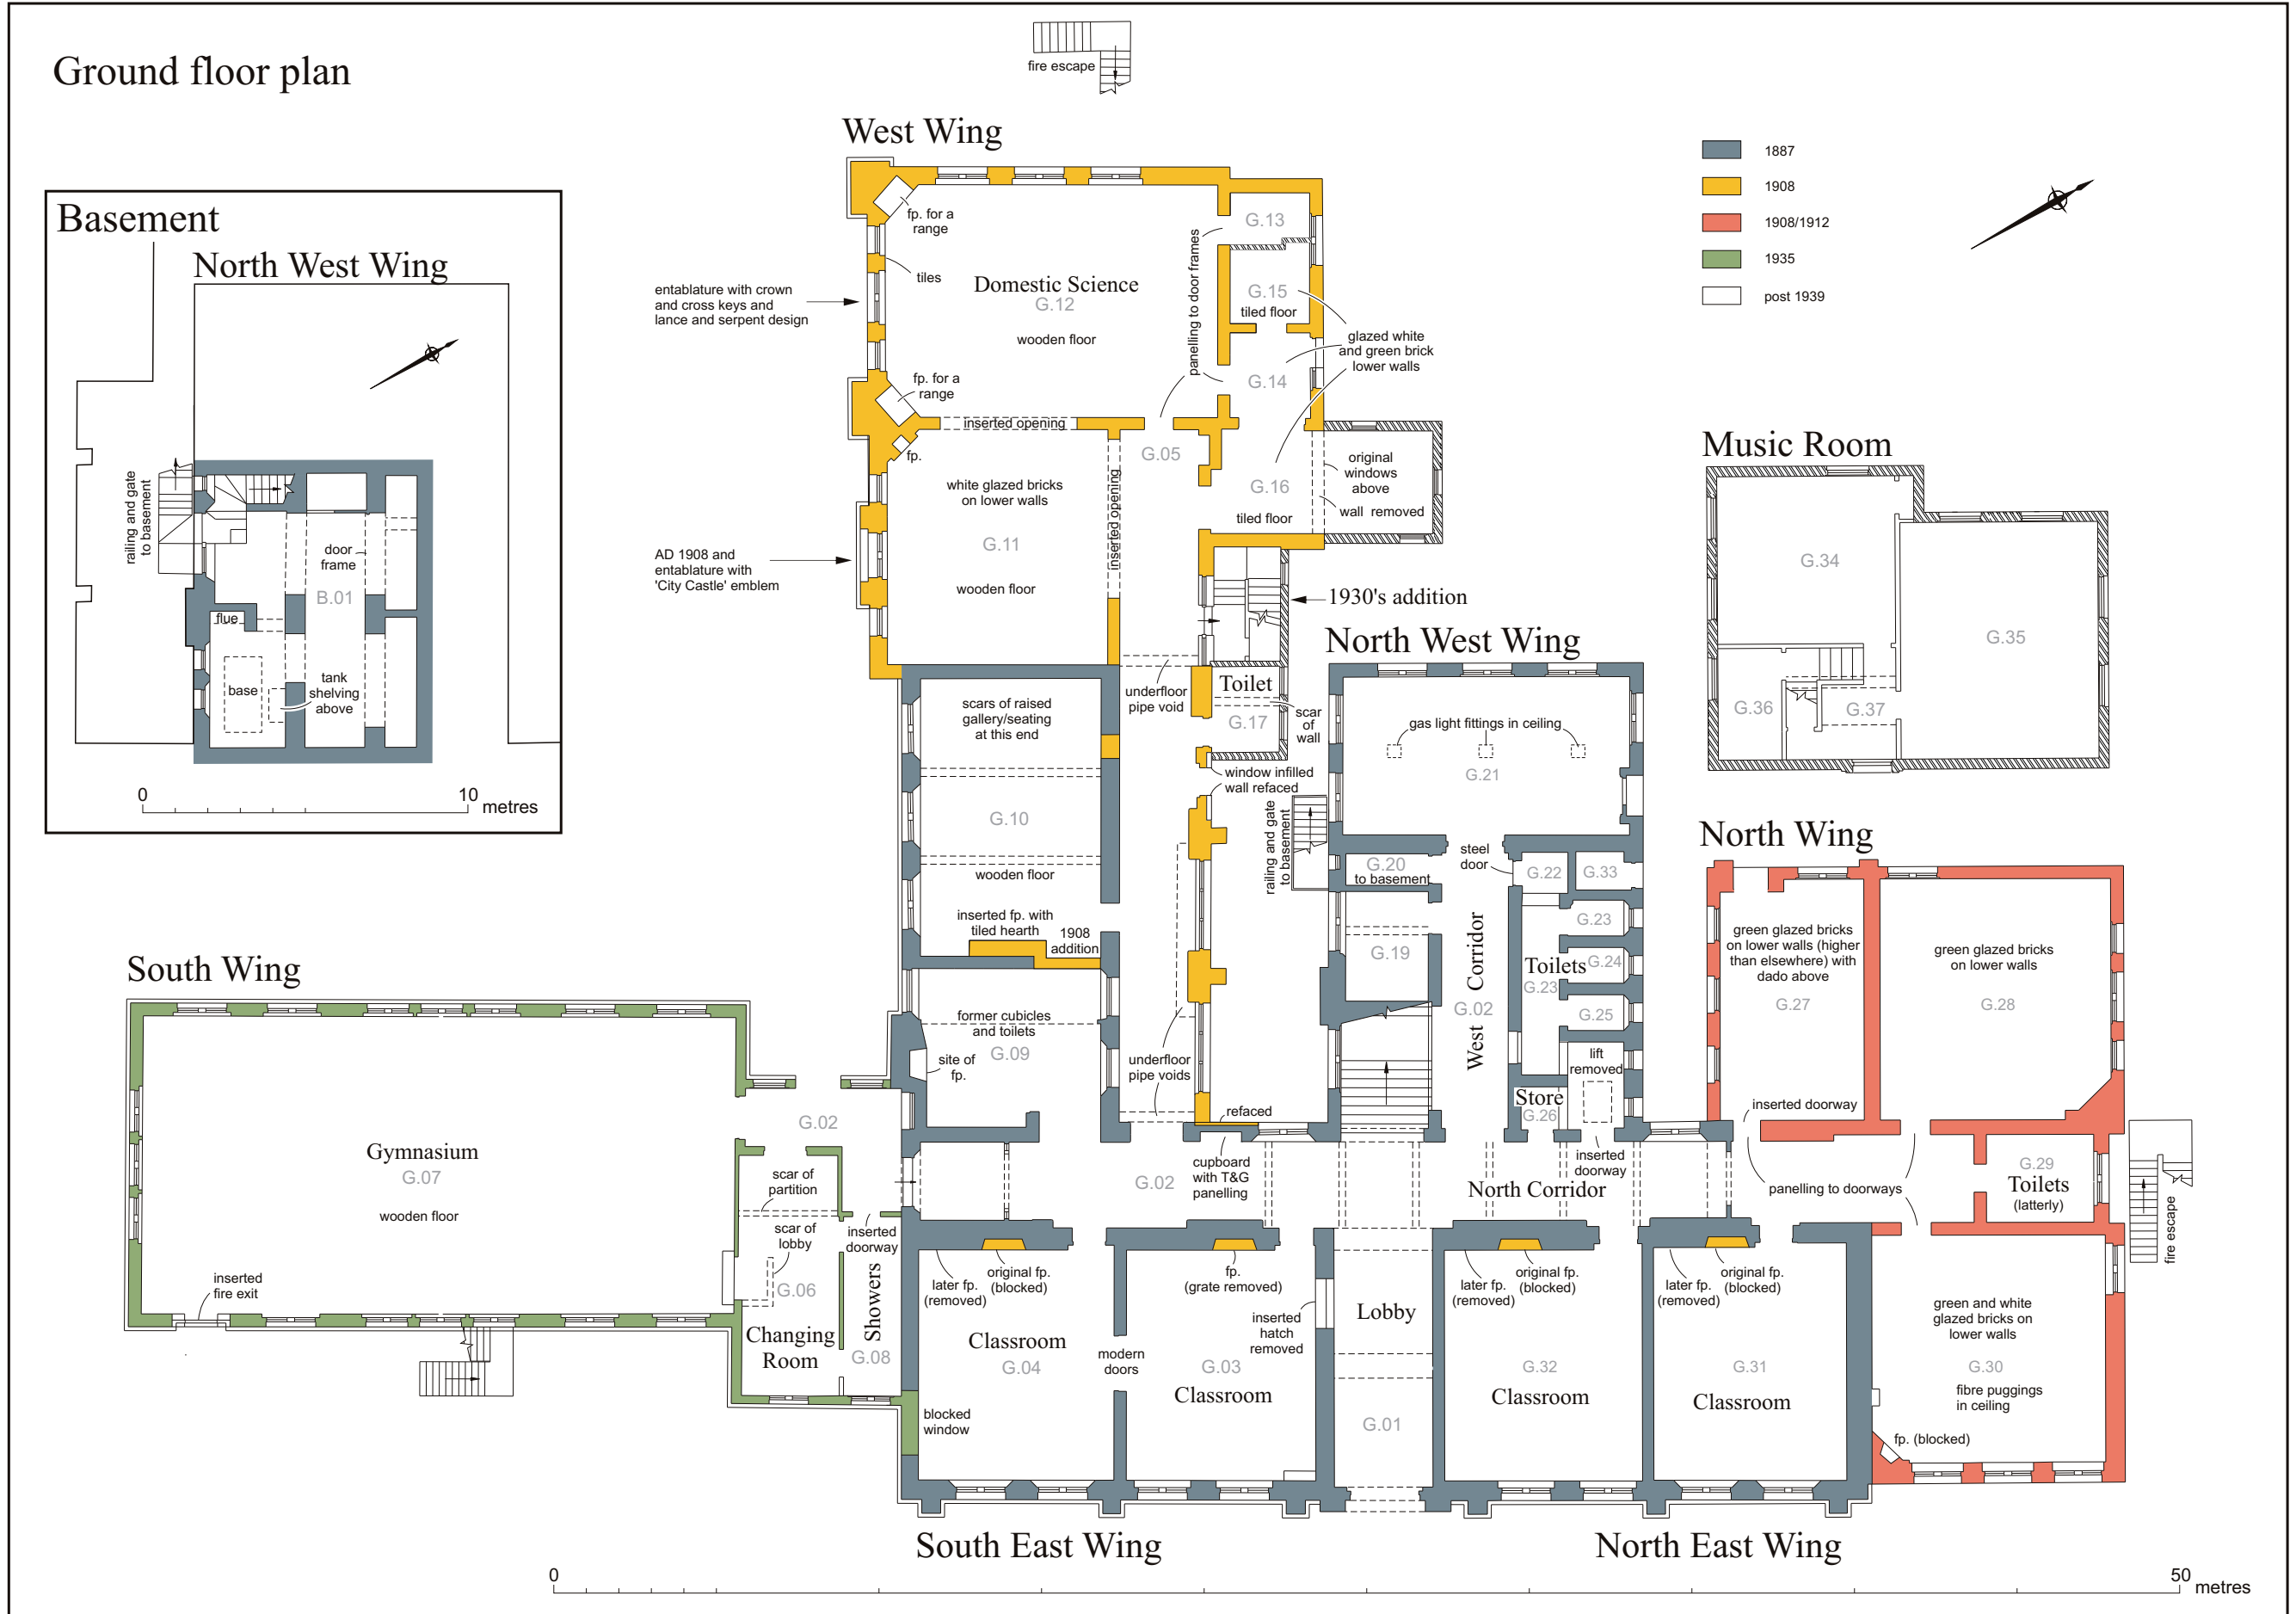 Ground floor plan
fire escape
West Wing
1887
1908
1908/1912
1935
post 1939
Basement
North West Wing
railing and gate
to basement
door
frame
B.01
flue
base
tank
shelving
above
0
10
metres
fp. for a
range
tiles
entablature with crown
and cross keys and
lance and serpent design
Domestic Science
G.12
wooden floor
fp. for a
range
inserted opening
panelling to door frames
G.13
G.15
tiled floor
glazed white
and green brick
lower walls
G.14
G.05
fp.
white glazed bricks
on lower walls
G.11
wooden floor
inserted opening
AD 1908 and
entablature with
'City Castle' emblem
G.16
tiled floor
original
windows
above
wall removed
1930's addition
underfloor
pipe void
Toilet
G.17
scar
of
wall
window infilled
wall refaced
railing and gate
to basement
North West Wing
gas light fittings in ceiling
G.21
Music Room
G.34
G.35
G.36
G.37
scars of raised
gallery/seating
at this end
G.10
wooden floor
inserted fp. with
tiled hearth
1908
addition
G.20
to basement
steel
door
G.22
G.33
G.19
West Corridor
G.02
G.23
Toilets
G.24
G.23
G.25
lift
removed
Store
G.26
inserted
doorway
former cubicles
and toilets
G.09
site of
fp.
underfloor
pipe voids
refaced
cupboard
with T&G
panelling
G.02
North Corridor
North Wing
green glazed bricks
on lower walls (higher
than elsewhere) with
dado above
G.27
green glazed bricks
on lower walls
G.28
inserted doorway
panelling to doorways
G.29
Toilets
(latterly)
fire escape
green and white
glazed bricks on
lower walls
G.30
fibre puggings
in ceiling
fp. (blocked)
South Wing
Gymnasium
G.07
wooden floor
inserted
fire exit
G.02
scar of
partition
scar of
lobby
G.06
Changing
Room
inserted
doorway
Showers
G.08
blocked
window
later fp.
(removed)
original fp.
(blocked)
Classroom
G.04
modern
doors
fp.
(grate removed)
G.03
Classroom
inserted
hatch
removed
Lobby
G.01
later fp.
(removed)
original fp.
(blocked)
G.32
Classroom
later fp.
(removed)
original fp.
(blocked)
G.31
Classroom
South East Wing
North East Wing
0
50
metres